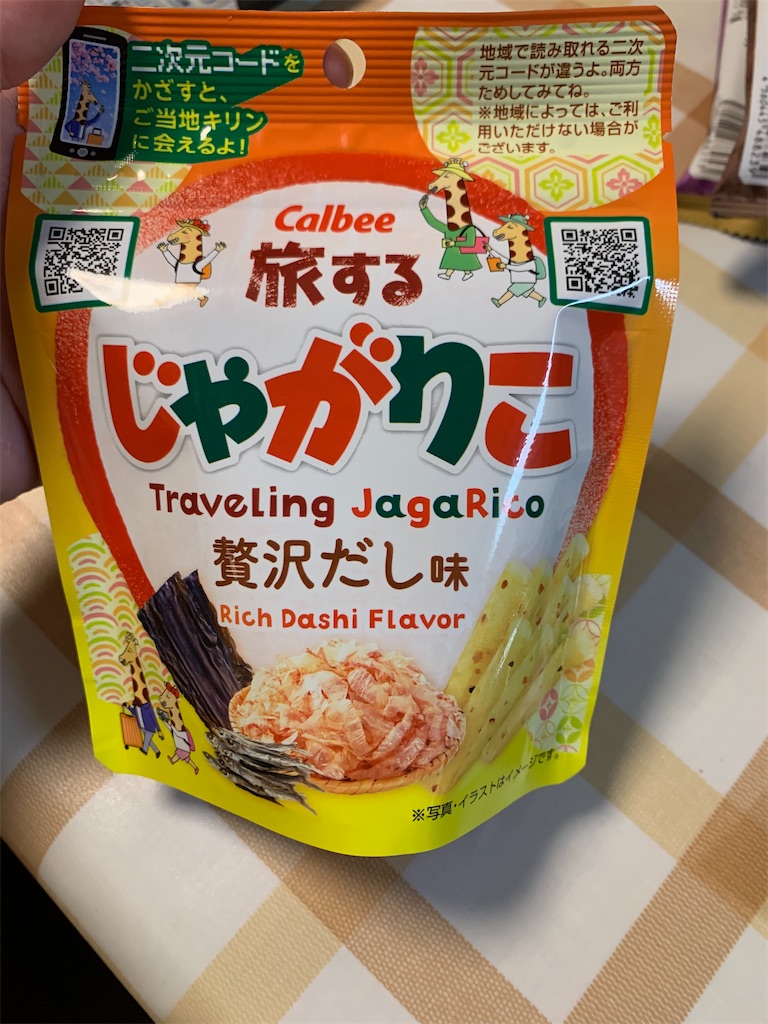 二次元コードを
かざすと、
ご当地キリン
に会えるよ!
地域で読み取れる二次
元コードが違うよ。両方
ためしてみてね。
※地域によっては、ご利
用いただけない場合が
ございます。
Calbee
旅する
じゃがりこ
Traveling JagaRico
贅沢だし味
Rich Dashi Flavor
※写真・イラストはイメージです。